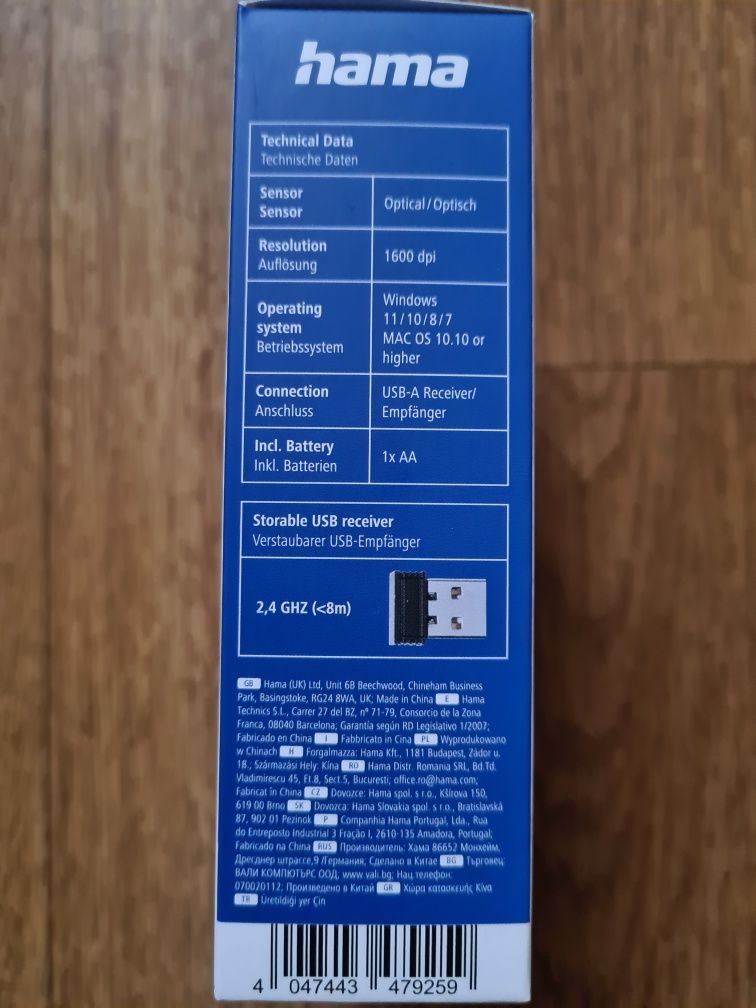 hama
Technical Data
Technische Daten
Sensor
Sensor
Optical/Optisch
Resolution
Auflösung
1600 dpi
Operating
system
Betriebssystem
Windows
11/10/8/7
MAC OS 10.10 or
higher
Connection
Anschluss
USB-A Receiver/
Empfänger
Incl. Battery
Inkl. Batterien
1x AA
Storable USB receiver
Verstaubarer USB-Empfänger
2,4 GHZ (<8m)
GB Hama (UK) Ltd, Unit 6B Beechwood, Chineham Business
Park, Basingstoke, RG24 8WA, UK; Made in China E Hama
Technics S.L., Carrer 27 del BZ, nº 71-79, Consorcio de la Zona
Franca, 08040 Barcelona; Garantía según RD Legislativo 1/2007;
Fabricado en China I Fabbricato in Cina PL Wyprodukowano
w Chinach H Forgalmazza: Hama Kft., 1181 Budapest, Zádor u.
18.; Származási Hely: Kína RO Hama Distr. Romania SRL, Bd.Td.
Vladimirescu 45, Et.8, Sect.5, Bucuresti; office.ro@hama.com;
Fabricat în China CZ Dovozce: Hama spol. s r.o., Kšírova 150,
619 00 Brno SK Dovozca: Hama Slovakia spol. s r.o., Bratislavská
87, 902 01 Pezinok P Companhia Hama Portugal, Lda., Rua
do Entreposto Industrial 3 Fração I, 2610-135 Amadora, Portugal;
Fabricado na China RUS Производитель: Хама 86652 Монхейм,
Дресднер штрассе,9 /Германия, Сделано в Китае BG Търговец:
ВАЛИ КОМПЮТЪРС ООД, www.vali.bg; Нац.телефон:
070020112; Произведено в Китай GR Χώρα κατασκευής Κίνα
TR Üretildiği yer Çin
4 047443 479259